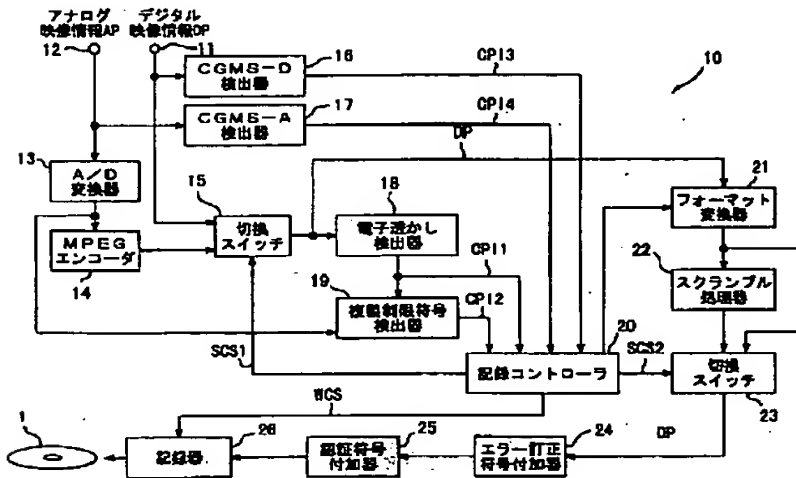 アナログ
映像情報AP
デジタル
映像情報DP
12
11
CGMS-D
検出器
16
CPI3
10
CGMS-A
検出器
17
CPI4
DP
13
A/D
変換器
15
切換
スイッチ
18
電子透かし
検出器
21
フォーマット
変換器
MPEG
エンコーダ
14
CPI1
22
スクランブル
処理器
19
複製制限符号
検出器
CPI2
20
SCS1
記録コントローラ
SCS2
切換
スイッチ
23
WCS
DP
1
26
記録器
25
認証符号
付加器
24
エラー訂正
符号付加器